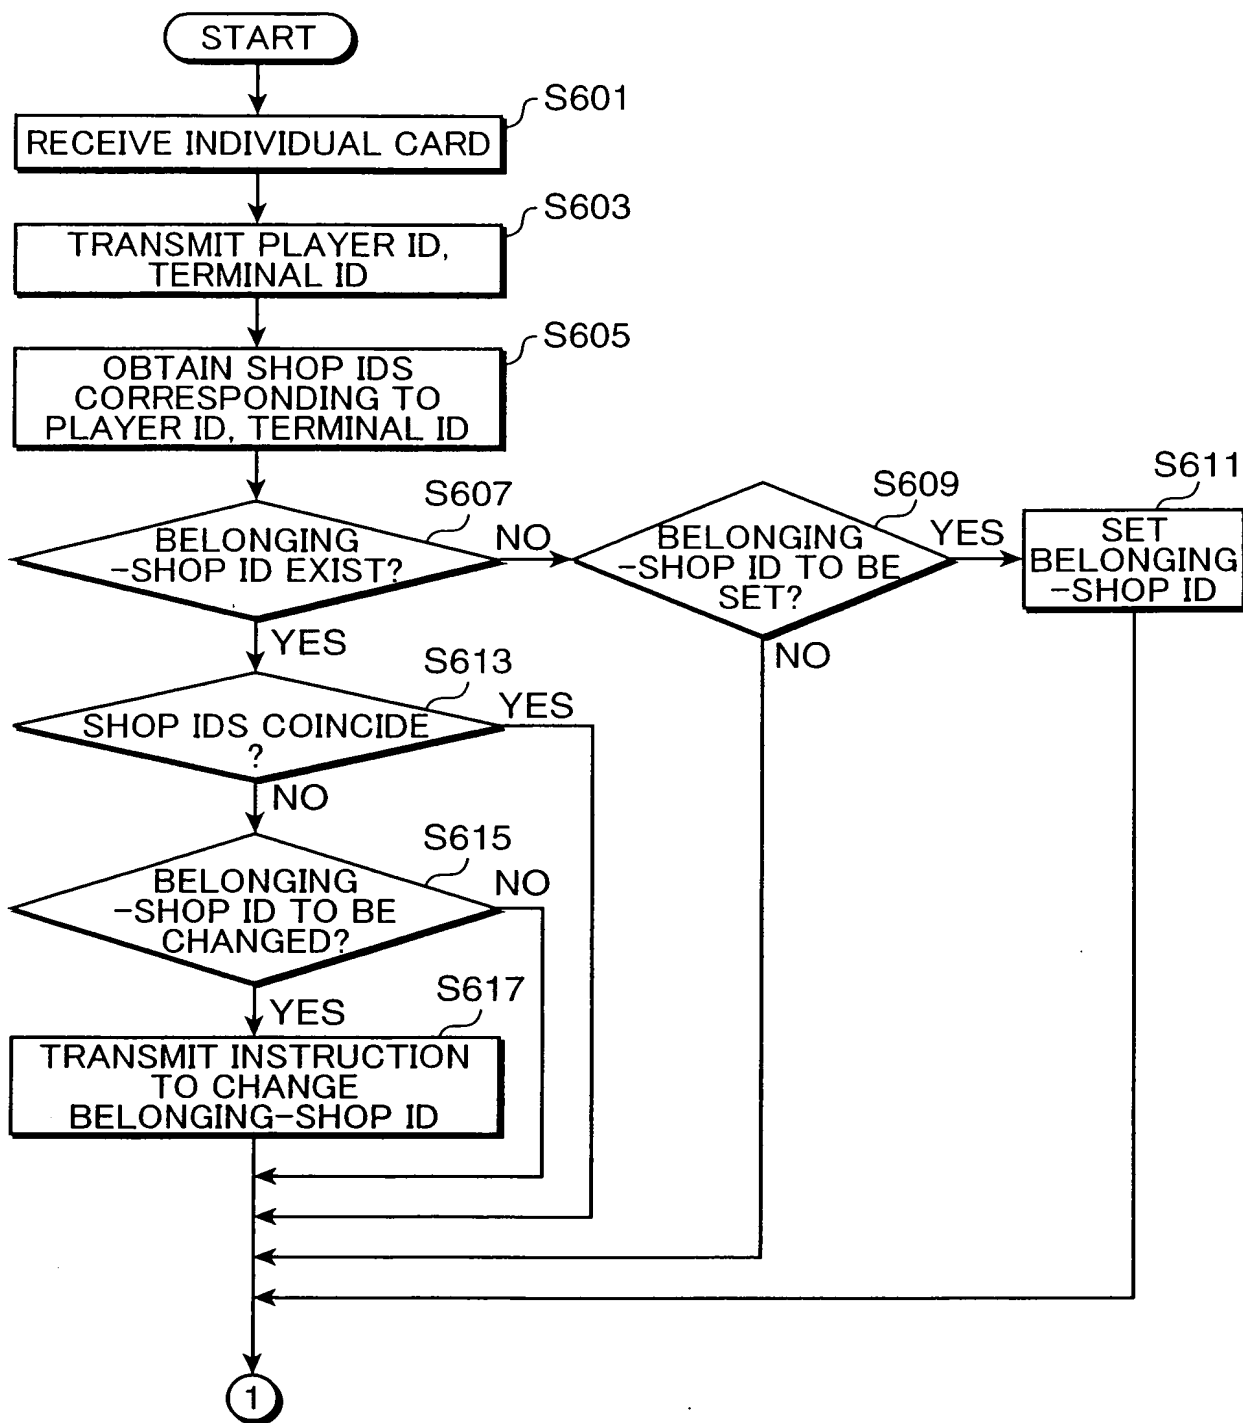 START
S601
RECEIVE INDIVIDUAL CARD
S603
TRANSMIT PLAYER ID,
TERMINAL ID
S605
OBTAIN SHOP IDS
CORRESPONDING TO
PLAYER ID, TERMINAL ID
S607
BELONGING
-SHOP ID EXIST?
NO
YES
S609
BELONGING
-SHOP ID TO BE
SET?
YES
NO
S611
SET
BELONGING
-SHOP ID
S613
SHOP IDS COINCIDE
?
YES
NO
S615
BELONGING
-SHOP ID TO BE
CHANGED?
NO
YES
S617
TRANSMIT INSTRUCTION
TO CHANGE
BELONGING-SHOP ID
1